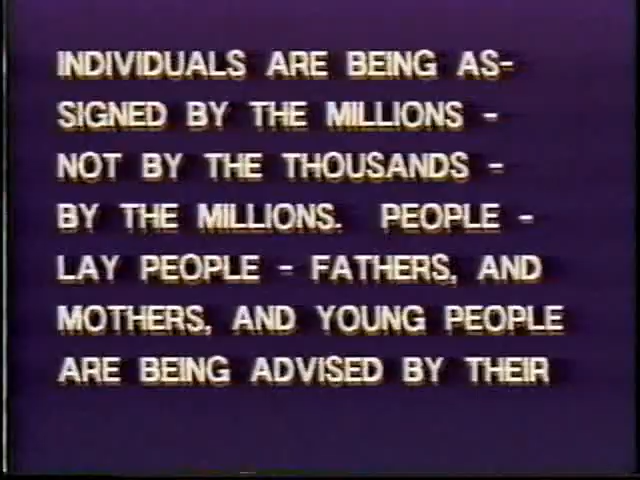 INDIVIDUALS ARE BEING AS-
SIGNED BY THE MILLIONS -
NOT BY THE THOUSANDS -
BY THE MILLIONS. PEOPLE -
LAY PEOPLE - FATHERS, AND
MOTHERS, AND YOUNG PEOPLE
ARE BEING ADVISED BY THEIR